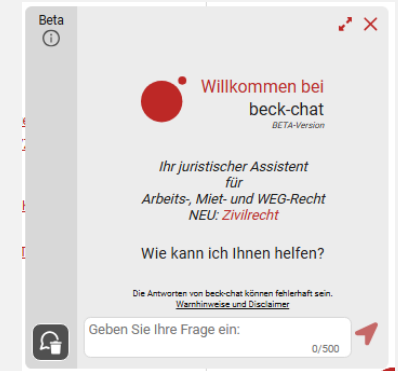 Beta
Willkommen bei
beck-chat
BETA-Version
Ihr juristischer Assistent
für
Arbeits-, Miet- und WEG-Recht
NEU: Zivilrecht
Wie kann ich Ihnen helfen?
Die Antworten von beck-chat können fehlerhaft sein.
Warnhinweise und Disclaimer
Geben Sie Ihre Frage ein:
0/500